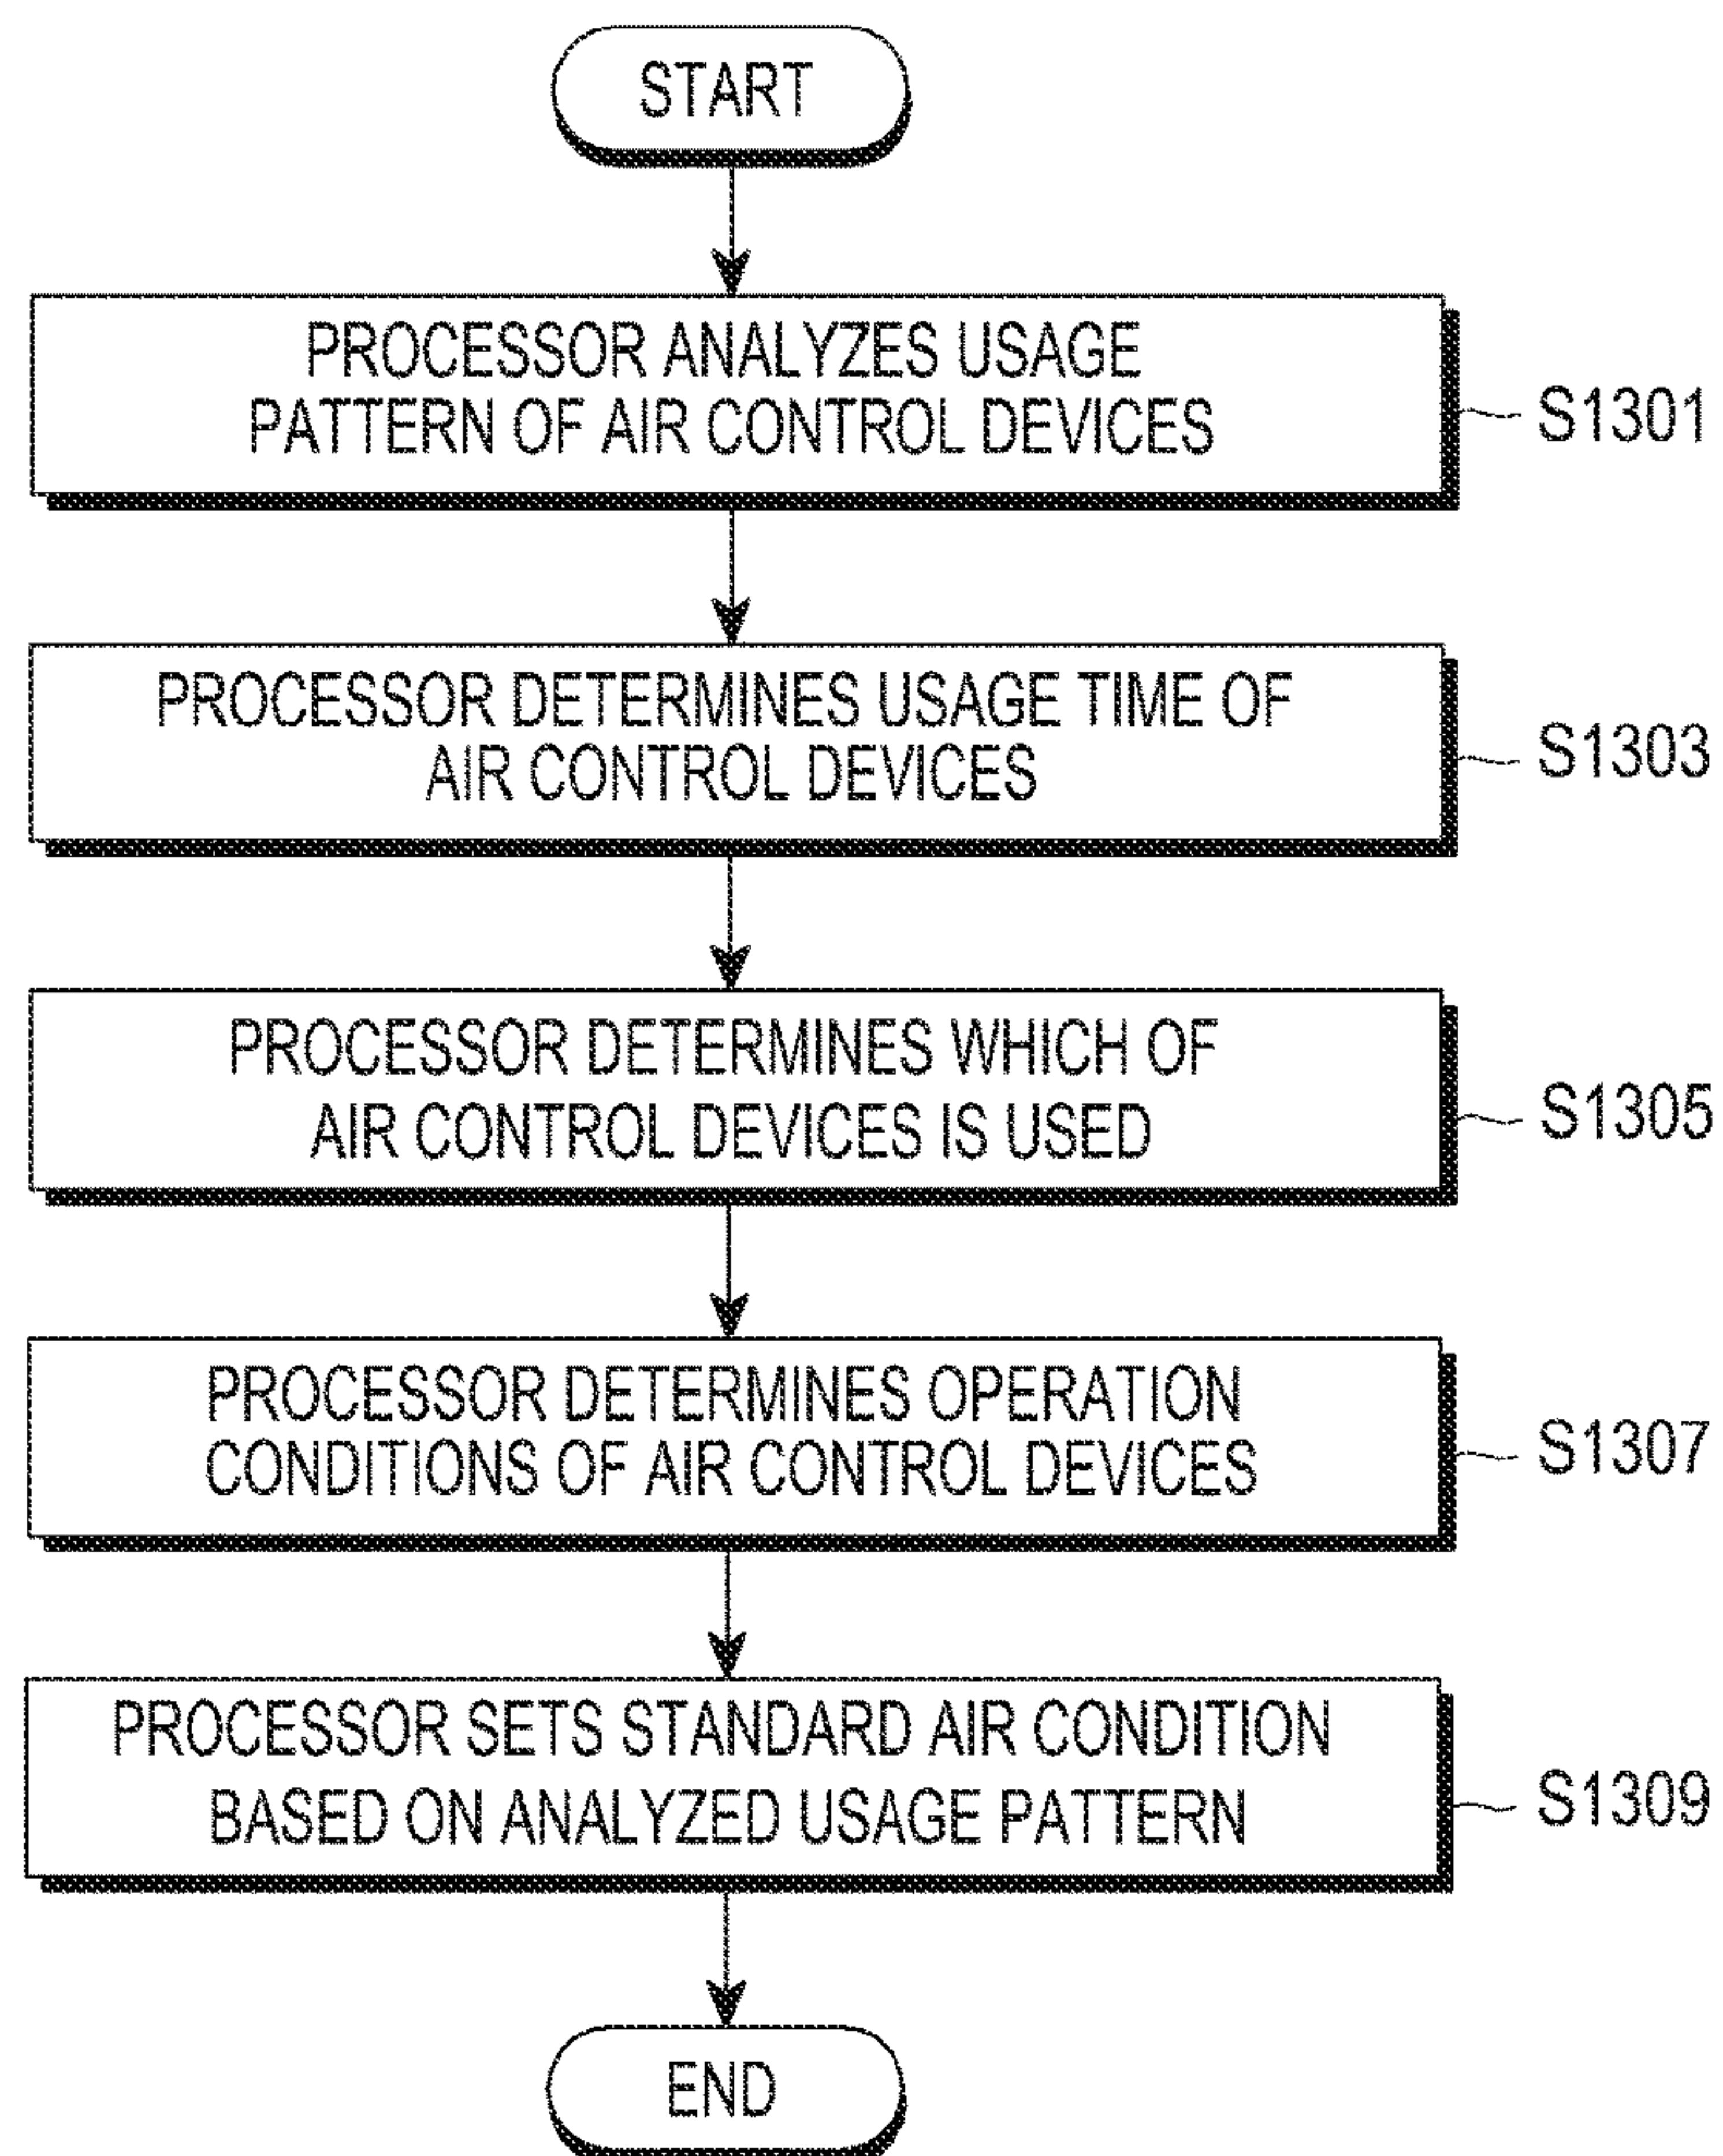 START
PROCESSOR ANALYZES USAGE
PATTERN OF AIR CONTROL DEVICES
S1301
PROCESSOR DETERMINES USAGE TIME OF
AIR CONTROL DEVICES
S1303
PROCESSOR DETERMINES WHICH OF
AIR CONTROL DEVICES IS USED
S1305
PROCESSOR DETERMINES OPERATION
CONDITIONS OF AIR CONTROL DEVICES
S1307
PROCESSOR SETS STANDARD AIR CONDITION
BASED ON ANALYZED USAGE PATTERN
S1309
END